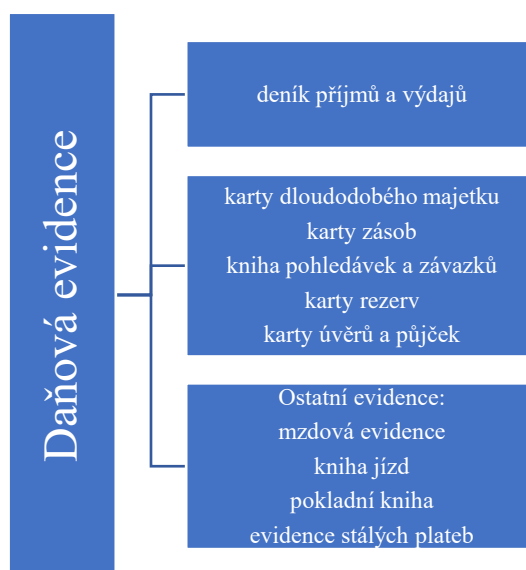 Daňová evidence
deník příjmů a výdajů
karty dloudodobého majetku
karty zásob
kniha pohledávek a závazků
karty rezerv
karty úvěrů a půjček
Ostatní evidence:
mzdová evidence
kniha jízd
pokladní kniha
evidence stálých plateb